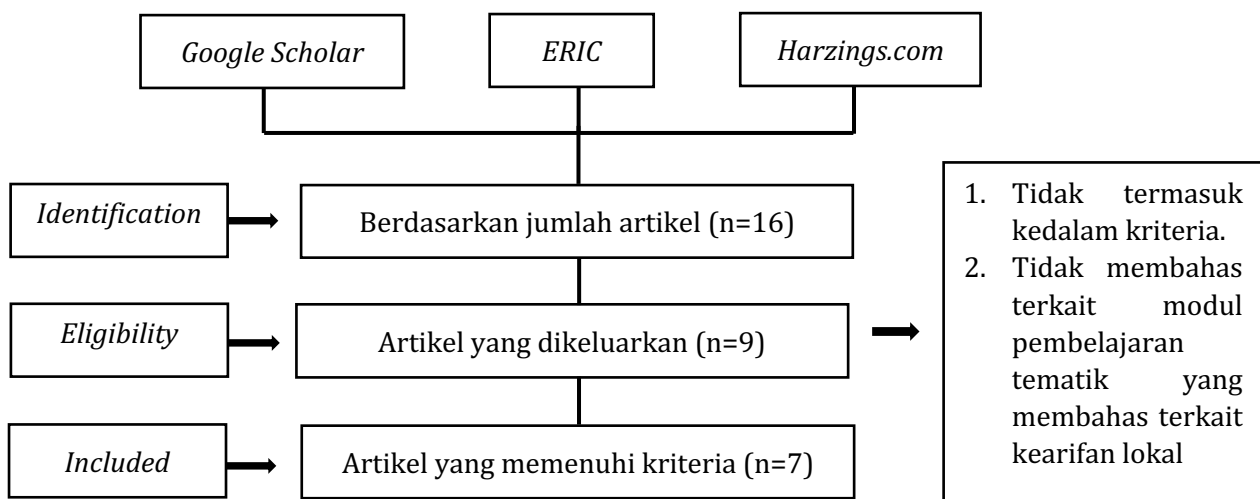 Google Scholar
ERIC
Harzings.com
Identification
Berdasarkan jumlah artikel (n=16)
Eligibility
Artikel yang dikeluarkan (n=9)
Included
Artikel yang memenuhi kriteria (n=7)
1. Tidak termasuk
kedalam kriteria.
2. Tidak membahas
terkait modul
pembelajaran
tematik yang
membahas terkait
kearifan lokal